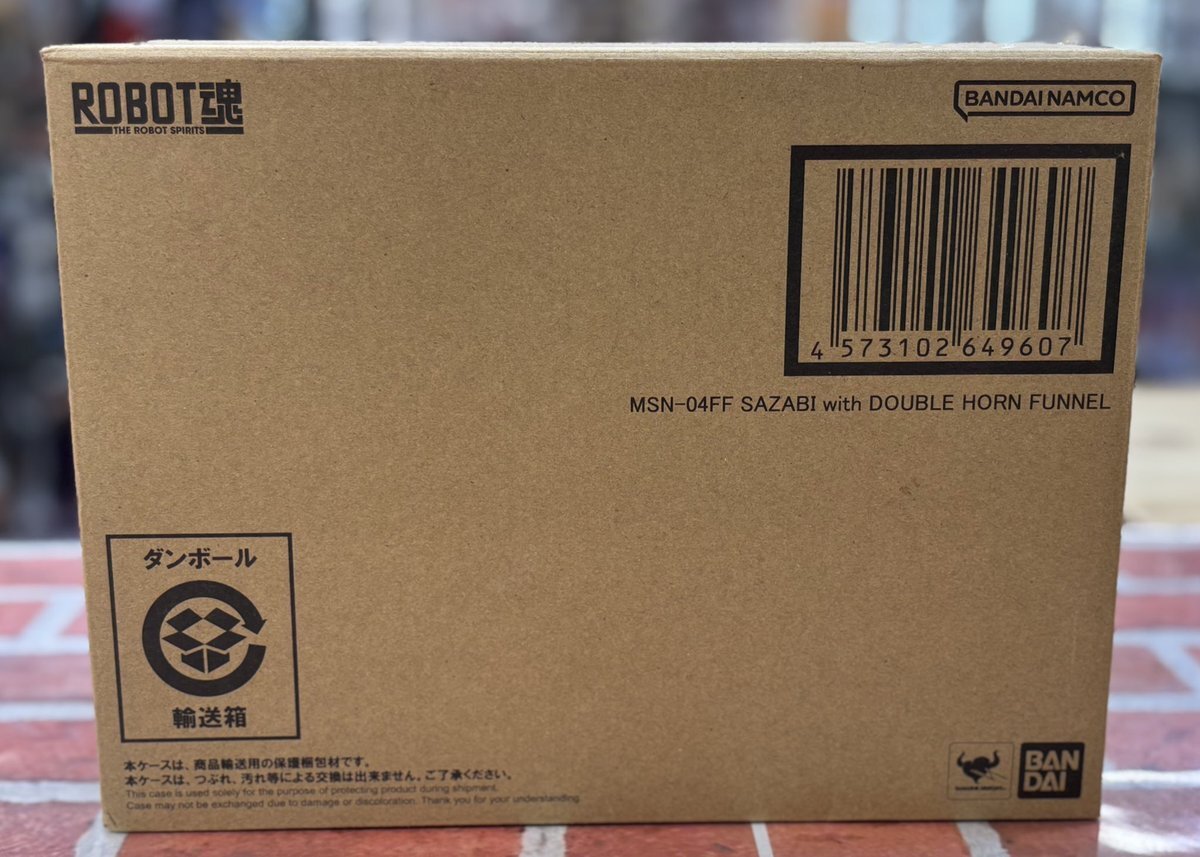 ROBOT魂
THE ROBOT SPIRITS
BANDAI NAMCO
4 573102 649607
MSN-04FF SAZABI with DOUBLE HORN FUNNEL
ダンボール
輸送箱
本ケースは、商品輸送用の保護梱包材です。
本ケースは、つぶれ、汚れ等による交換は出来ません。ご了承ください。
This case is used solely for the purpose of protecting product during shipment.
Case may not be exchanged due to damage or discoloration. Thank you for your understanding.
BAN
DAI